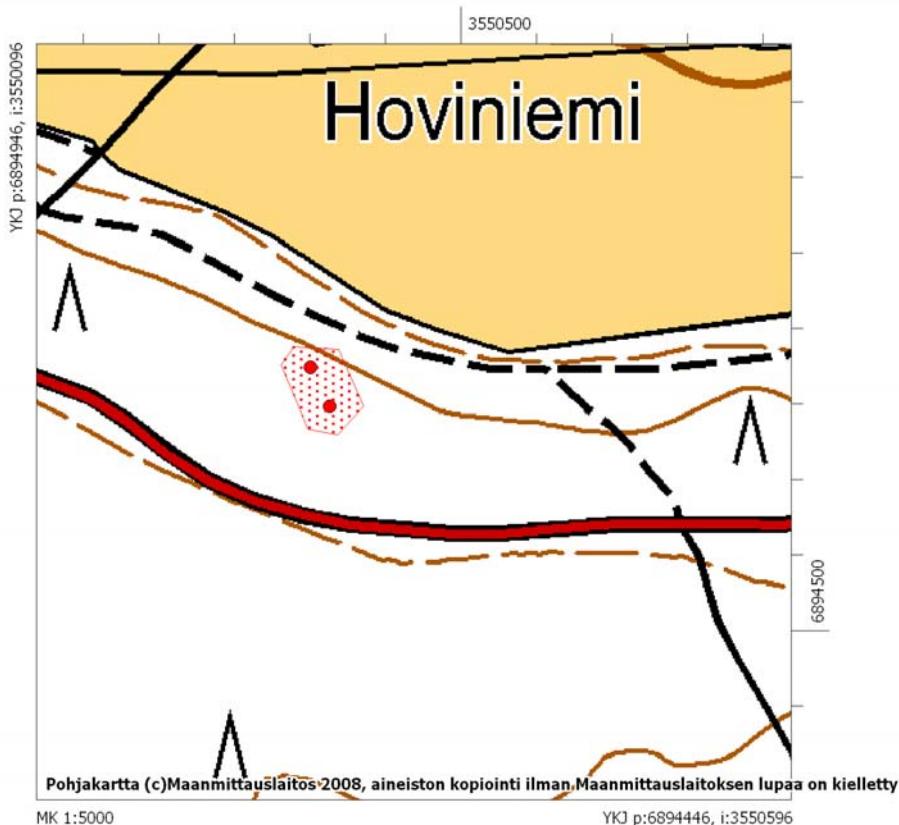 3550500
YKJ p:6894946, i:3550096
Hoviniemi
6894500
Pohjakartta (c)Maanmittauslaitos 2008, aineiston kopiointi ilman Maanmittauslaitoksen lupaa on kielletty
MK 1:5000
YKJ p:6894446, i:3550596